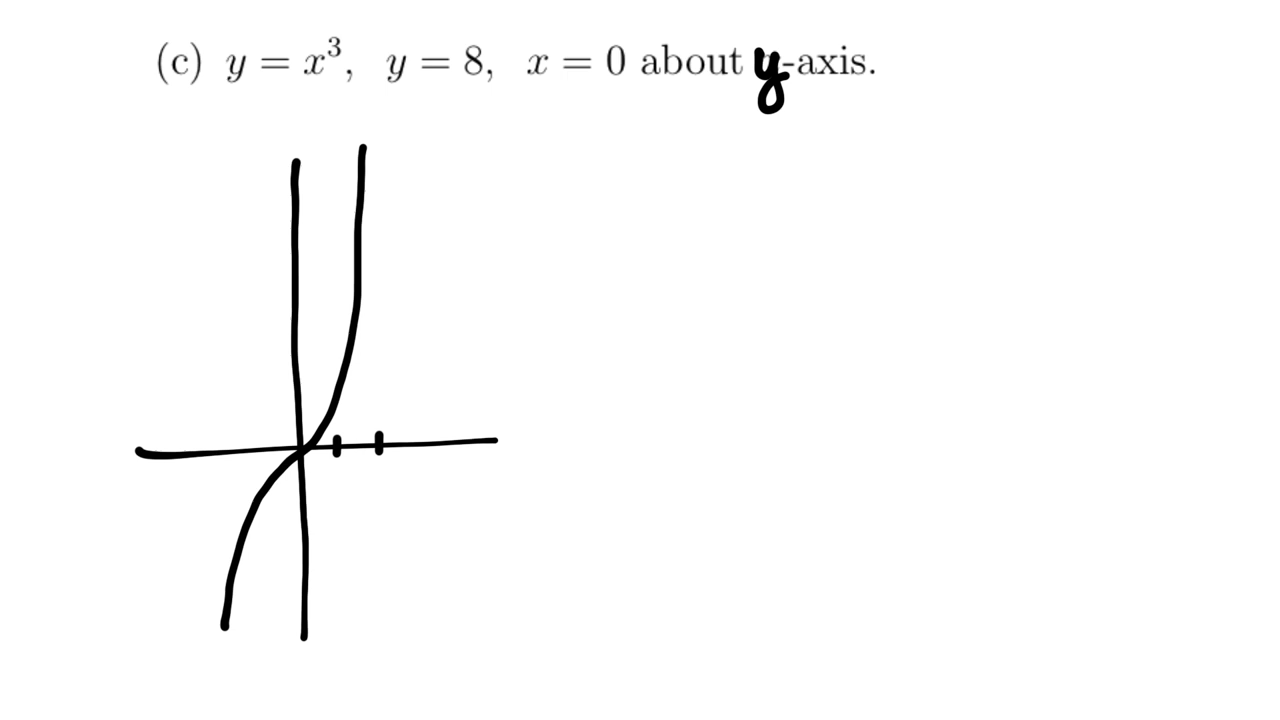 (c) y = x³, y = 8, x = 0 about y-axis.